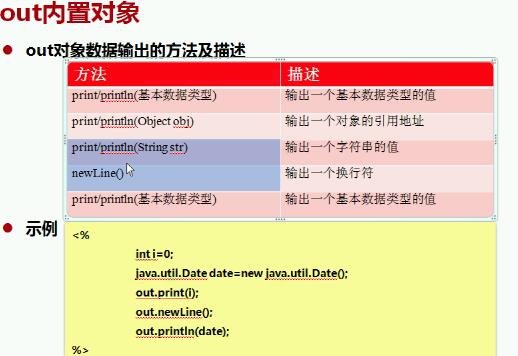 out内置对象
out对象数据输出的方法及描述
方法 描述
print/println(基本数据类型) 输出一个基本数据类型的值
print/println(Object obj) 输出一个对象的引用地址
print/println(String str) 输出一个字符串的值
newLine() 输出一个换行符
print/println(基本数据类型) 输出一个基本数据类型的值
示例
<%
int i=0;
java.util.Date date=new java.util.Date();
out.print(i);
out.newLine();
out.println(date);
%>